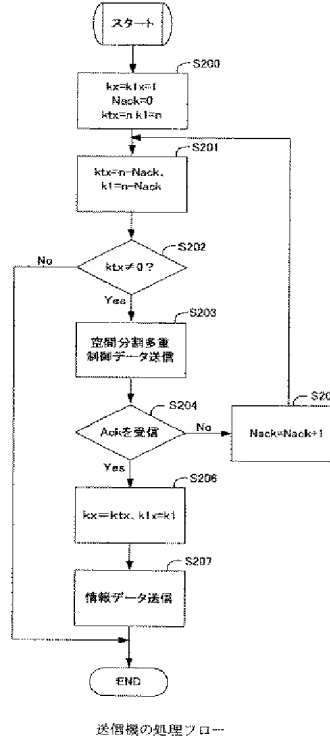 スタート
S200
kx=k1x=1
Nack=0
ktx=n k1=n
S201
ktx=n-Nack、
k1=n-Nack
S202
No
ktx≠0？
Yes
S203
空間分割多重
制御データ送信
S204
Ackを受信
No
Nack=Nack+1
Yes
S206
kx=ktx、k1x=k1
S207
情報データ送信
END
送信機の処理フロー